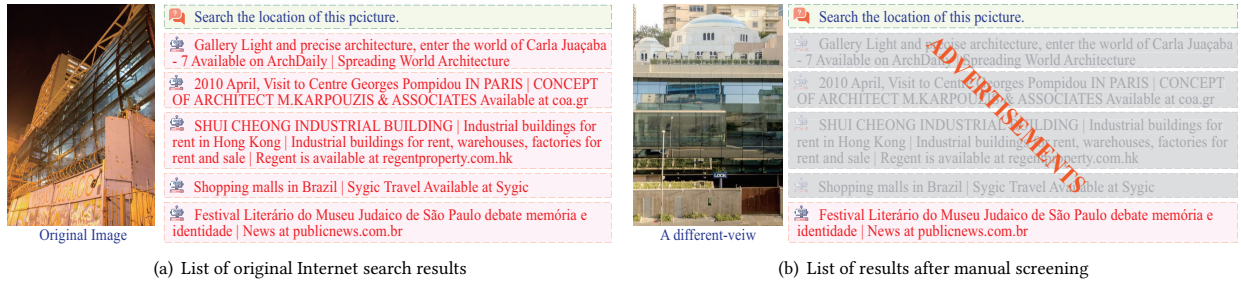 Search the location of this pcicture.
Gallery Light and precise architecture, enter the world of Carla Juaçaba
- 7 Available on ArchDaily | Spreading World Architecture
2010 April, Visit to Centre Georges Pompidou IN PARIS | CONCEPT
OF ARCHITECT M.KARPOUZIS & ASSOCIATES Available at coa.gr
SHUI CHEONG INDUSTRIAL BUILDING | Industrial buildings for
rent in Hong Kong | Industrial buildings for rent, warehouses, factories for
rent and sale | Regent is available at regentproperty.com.hk
Shopping malls in Brazil | Sygic Travel Available at Sygic
Festival Literário do Museu Judaico de São Paulo debate memória e
identidade | News at publicnews.com.br
Original Image
(a) List of original Internet search results
Search the location of this pcicture.
Gallery Light and precise architecture, enter the world of Carla Juaçaba
- 7 Available on ArchDaily | Spreading World Architecture
2010 April, Visit to Centre Georges Pompidou IN PARIS | CONCEPT
OF ARCHITECT M.KARPOUZIS & ASSOCIATES Available at coa.gr
SHUI CHEONG INDUSTRIAL BUILDING | Industrial buildings for
rent in Hong Kong | Industrial buildings for rent, warehouses, factories for
rent and sale | Regent is available at regentproperty.com.hk
Shopping malls in Brazil | Sygic Travel Available at Sygic
ADVERTISEMENTS
Festival Literário do Museu Judaico de São Paulo debate memória e
identidade | News at publicnews.com.br
A different-veiw
(b) List of results after manual screening